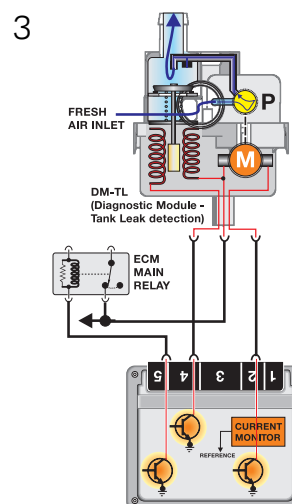 3
P
FRESH
AIR INLET
M
DM-TL
(Diagnostic Module -
Tank Leak detection)
ECM
MAIN
RELAY
5 4 3 2 1
CURRENT
MONITOR
REFERENCE